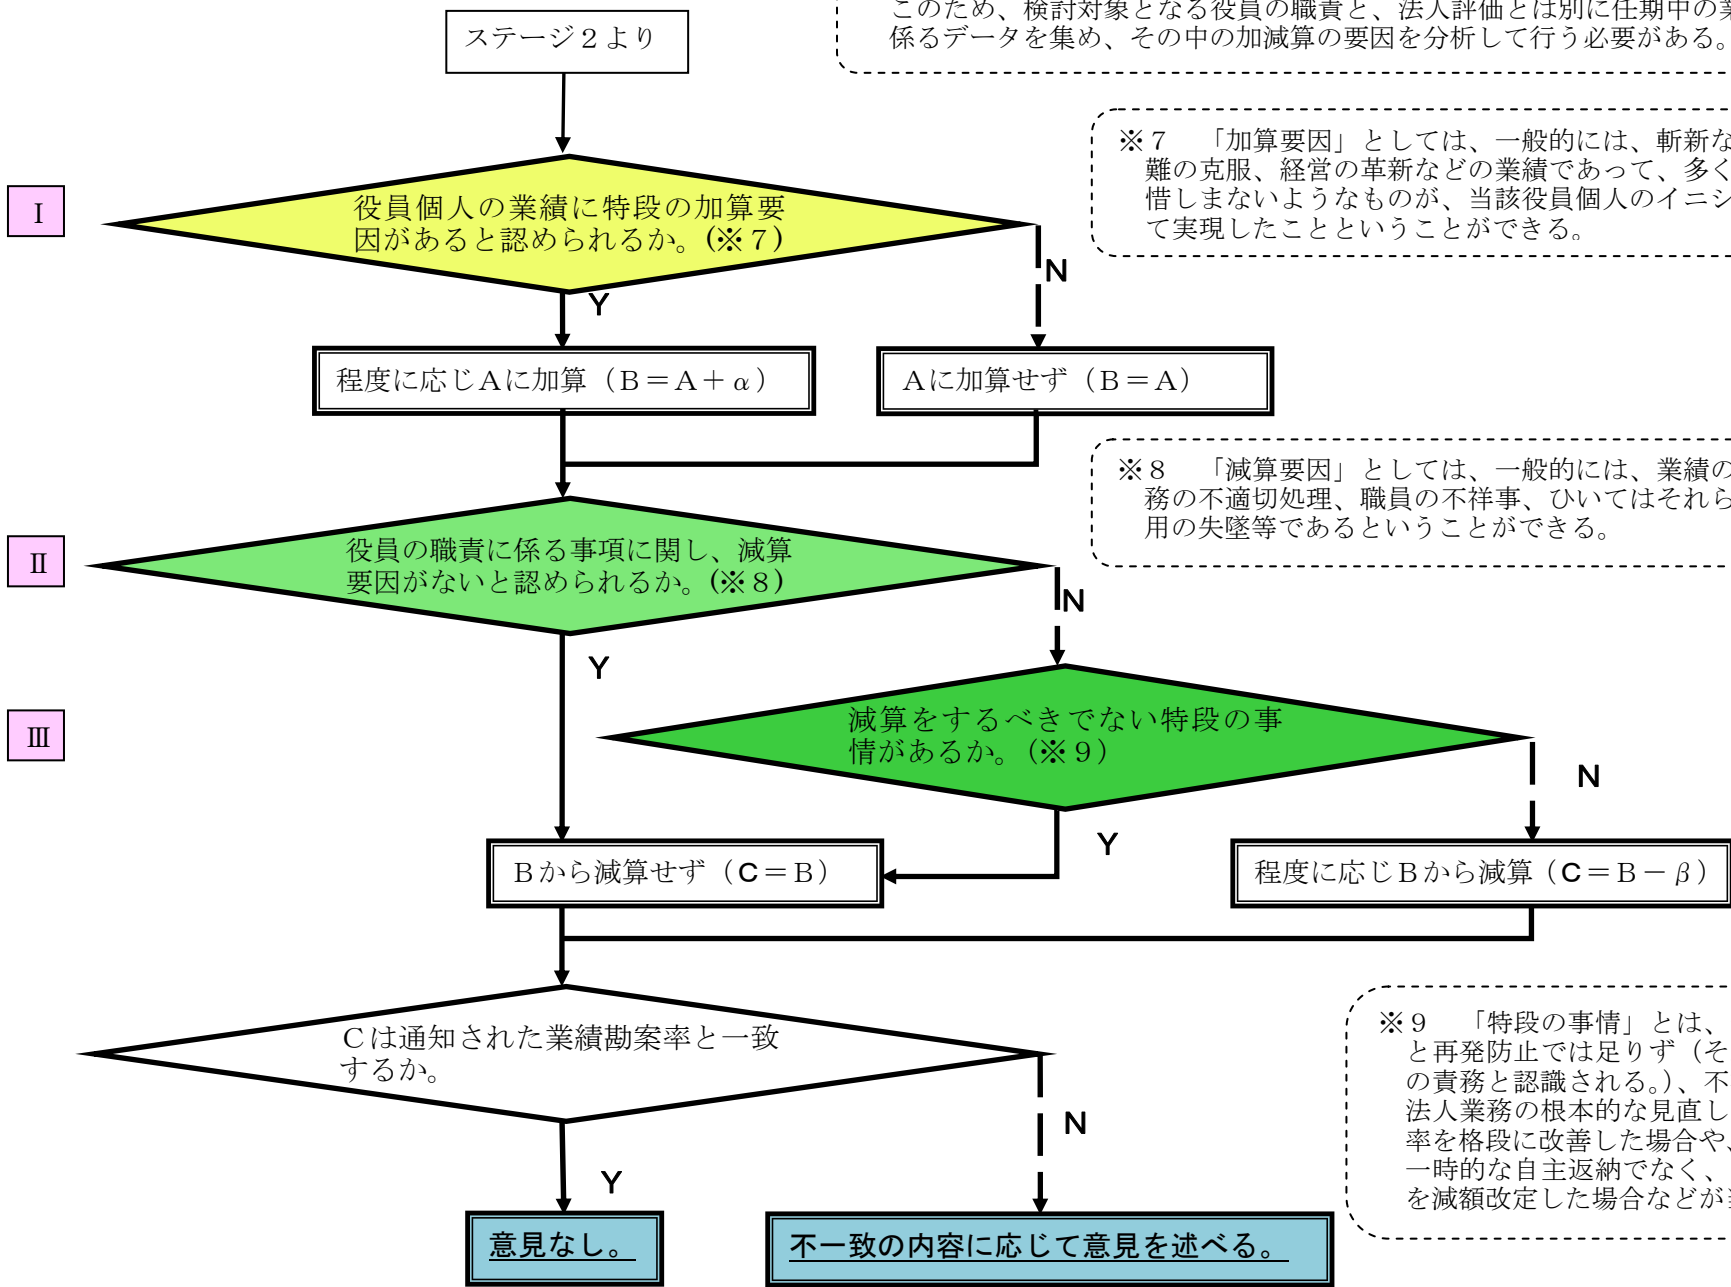 このため、検討対象となる役員の職責と、法人評価とは別に任期中の業
係るデータを集め、その中の加減算の要因を分析して行う必要がある。
ステージ２より
※７　「加算要因」としては、一般的には、斬新な
難の克服、経営の革新などの業績であって、多く
惜しまないようなものが、当該役員個人のイニシ
て実現したことということができる。
Ⅰ
役員個人の業績に特段の加算要
因があると認められるか。(※７)
N
Y
程度に応じＡに加算（Ｂ＝Ａ＋α）
Ａに加算せず（Ｂ＝Ａ）
※８　「減算要因」としては、一般的には、業績の
務の不適切処理、職員の不祥事、ひいてはそれら
用の失墜等であるということができる。
Ⅱ
役員の職責に係る事項に関し、減算
要因がないと認められるか。(※８)
N
Y
Ⅲ
減算をするべきでない特段の事
情があるか。(※９)
N
Y
Ｂから減算せず（Ｃ＝Ｂ）
程度に応じＢから減算（Ｃ＝Ｂ－β）
※９　「特段の事情」とは、
と再発防止では足りず（そ
の責務と認識される。）、不
法人業務の根本的な見直し
率を格段に改善した場合や、
一時的な自主返納でなく、
を減額改定した場合などが
Ｃは通知された業績勘案率と一致
するか。
N
Y
意見なし。
不一致の内容に応じて意見を述べる。